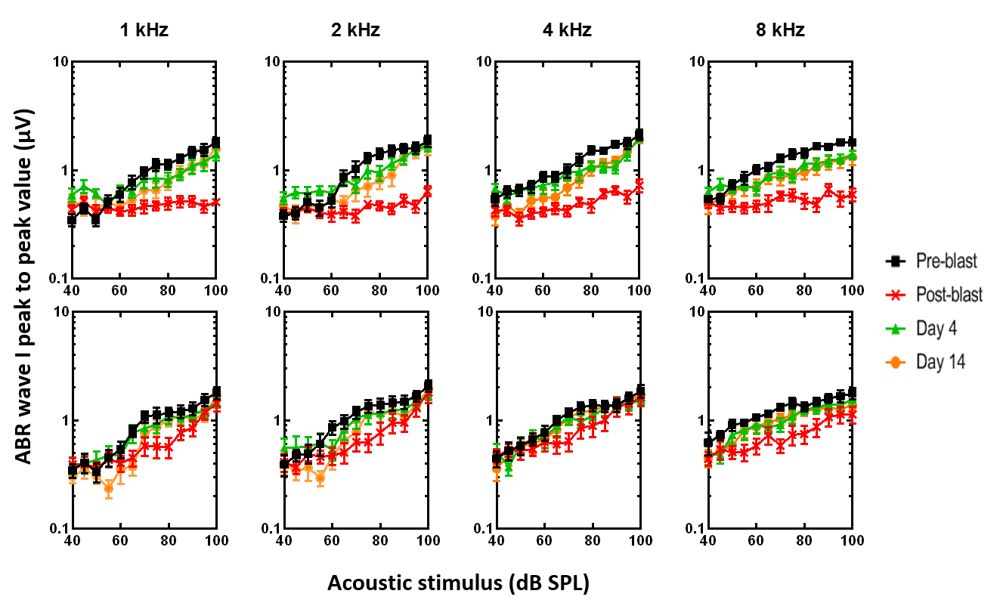 1 kHz 2 kHz 4 kHz 8 kHz
ABR wave I peak to peak value (µV)
10 10 10 10
1 1 1 1
0.1 0.1 0.1 0.1
40 60 80 100 40 60 80 100 40 60 80 100 40 60 80 100
Pre-blast
Post-blast
Day 4
Day 14
10 10 10 10
1 1 1 1
0.1 0.1 0.1 0.1
40 60 80 100 40 60 80 100 40 60 80 100 40 60 80 100
Acoustic stimulus (dB SPL)